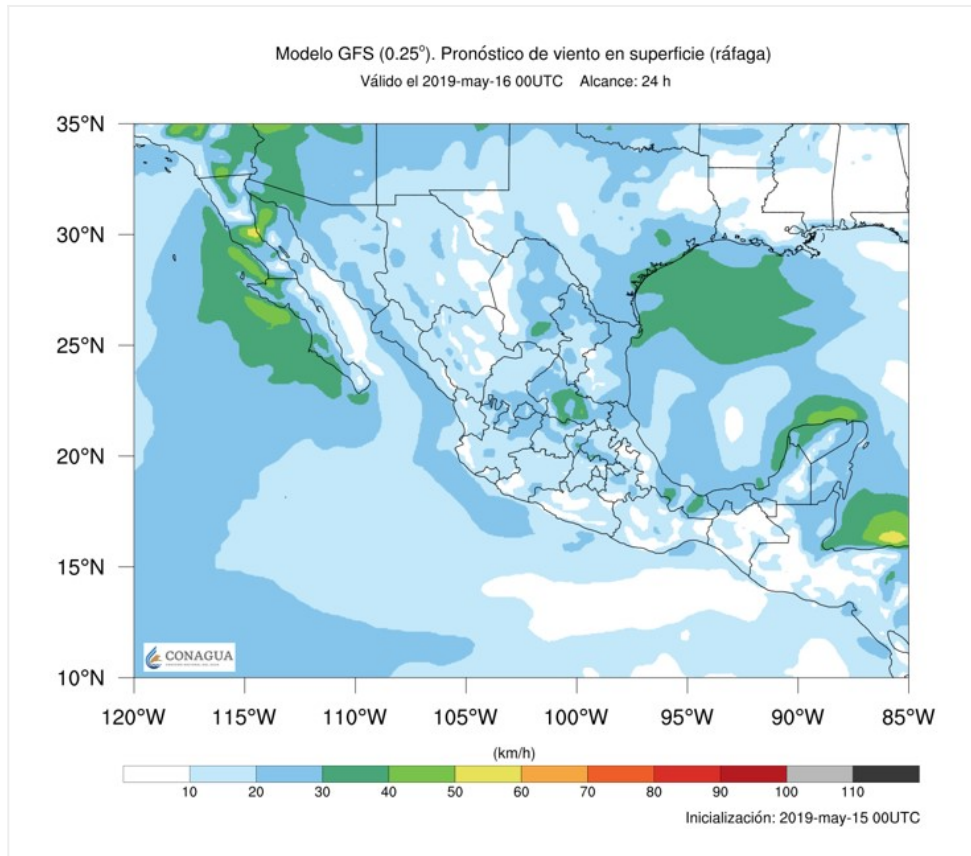 Modelo GFS (0.25°). Pronóstico de viento en superficie (ráfaga)
Válido el 2019-may-16 00UTC Alcance: 24 h
35°N
30°N
25°N
20°N
15°N
10°N
CONAGUA
120°W 115°W 110°W 105°W 100°W 95°W 90°W 85°W
(km/h)
10 20 30 40 50 60 70 80 90 100 110
Inicialización: 2019-may-15 00UTC